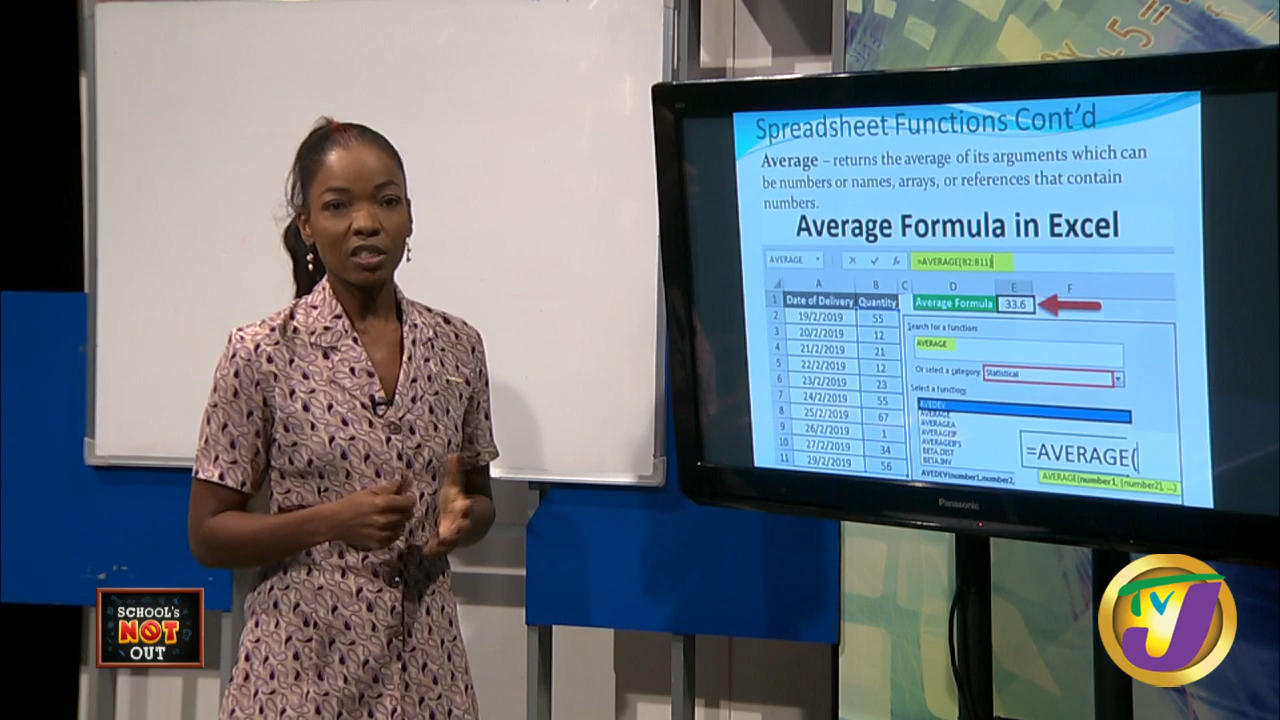 Spreadsheet Functions Cont'd
Average – returns the average of its arguments which can
be numbers or names, arrays, or references that contain
numbers.
Average Formula in Excel
AVERAGE =AVERAGE(B2:B11)
A B C D E F
1 Date of Delivery Quantity Average Formula 33.6
2 19/2/2019 55
3 20/2/2019 12
4 21/2/2019 21
5 22/2/2019 12
6 23/2/2019 23
7 24/2/2019 55
8 25/2/2019 67
9 26/2/2019 1
10 27/2/2019 34
11 29/2/2019 56
Search for a function:
AVERAGE
Or select a category: Statistical
Select a function:
AVEDEV
AVERAGE
AVERAGEA
AVERAGEIF
AVERAGEIFS
BETA.DIST
BETA.INV
AVEDEV(number1,number2,
=AVERAGE(
AVERAGE(number1, [number2], ...)
Panasonic
SCHOOL'S
NOT
OUT
TVJ